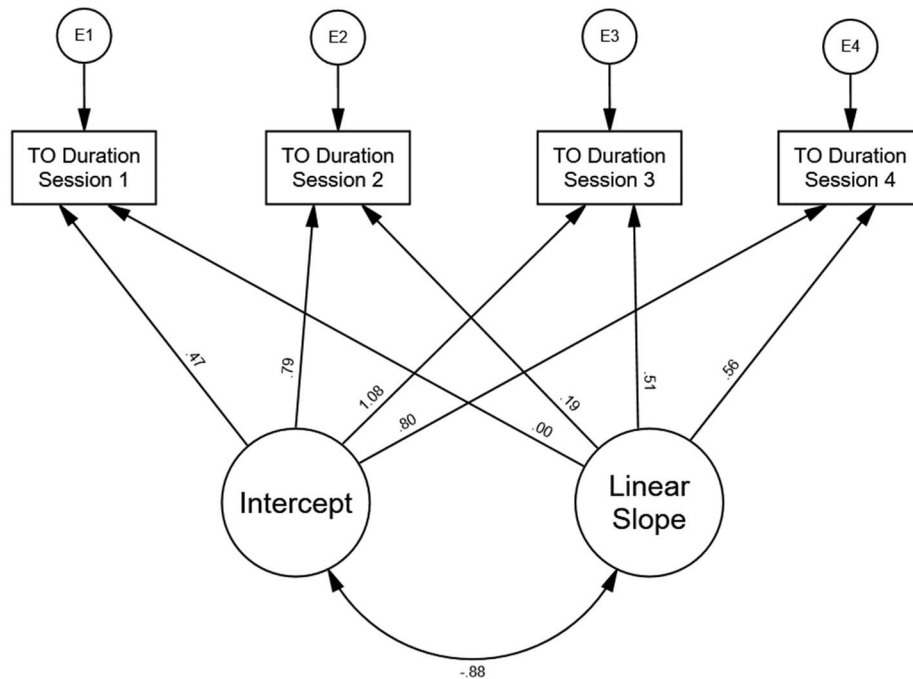 E1
E2
E3
E4
TO Duration
Session 1
TO Duration
Session 2
TO Duration
Session 3
TO Duration
Session 4
.47
.79
1.08
.80
.00
.19
.51
.56
Intercept
Linear
Slope
-.88